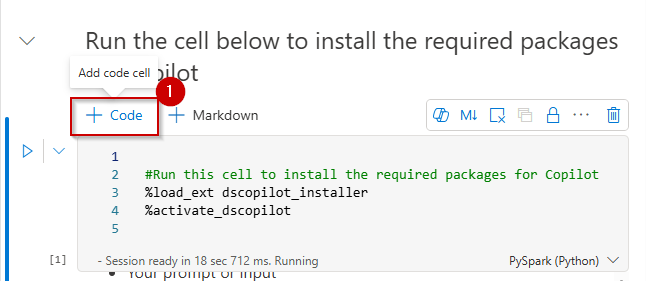 Run the cell below to install the required packages
Add code cell
pilot
1
+ Code + Markdown
M↓
1
2 #Run this cell to install the required packages for Copilot
3 %load_ext dscopilot_installer
4 %activate_dscopilot
5
[1] - Session ready in 18 sec 712 ms. Running PySpark (Python)
Your prompt or input